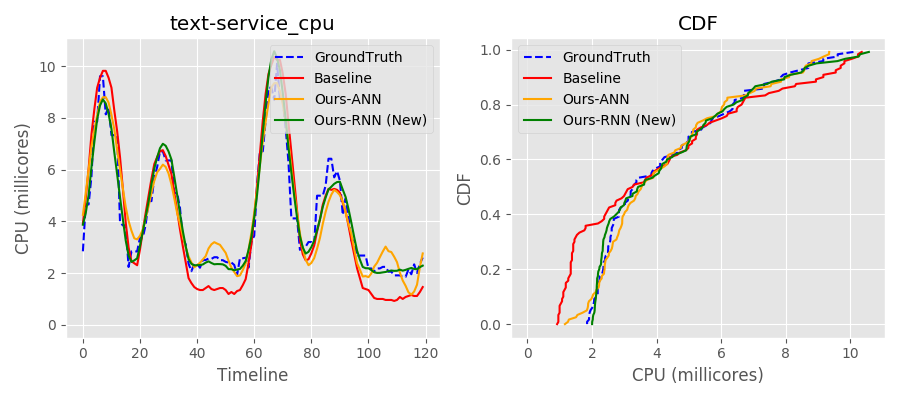 text-service_cpu
CPU (millicores)
10
8
6
4
2
0
0 20 40 60 80 100 120
Timeline
GroundTruth
Baseline
Ours-ANN
Ours-RNN (New)
CDF
CDF
1.0
0.8
0.6
0.4
0.2
0.0
0 2 4 6 8 10
CPU (millicores)
GroundTruth
Baseline
Ours-ANN
Ours-RNN (New)